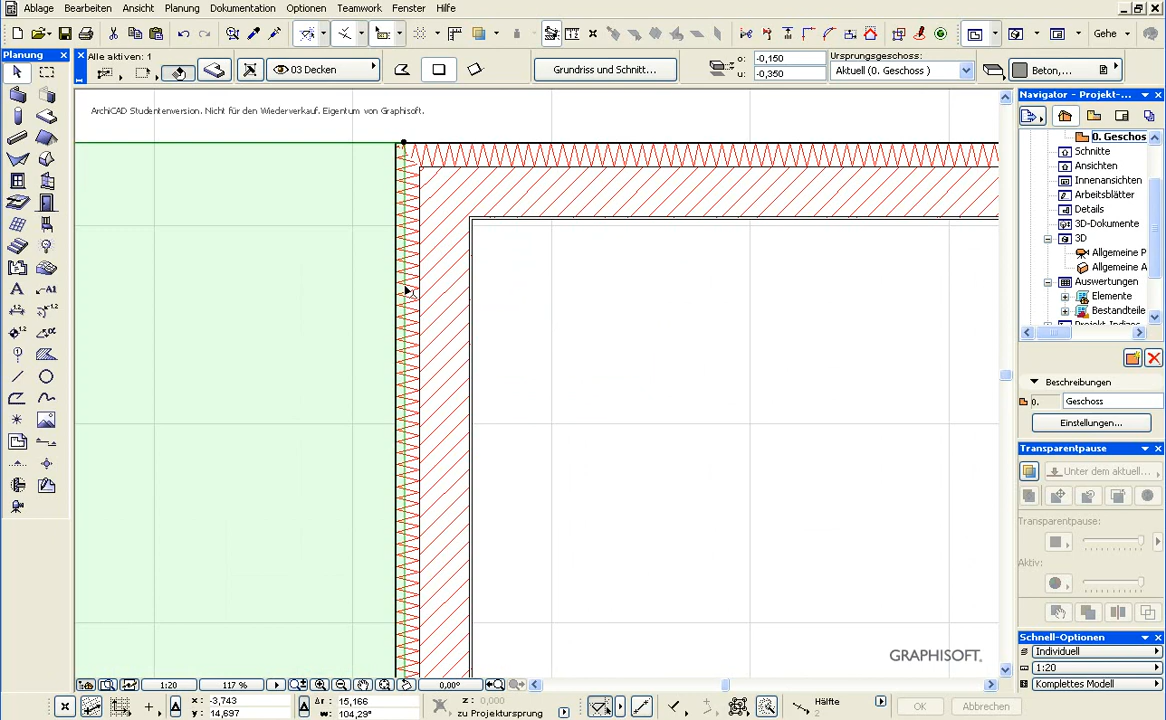 Ablage Bearbeiten Ansicht Planung Dokumentation Optionen Teamwork Fenster Hilfe
Gehe
Planung
Alle aktiven: 1
03 Decken
Grundriss und Schnitt...
o:
u:
-0,150
-0,350
Ursprungsgeschoss:
Aktuell (0. Geschoss )
Beton,...
ArchiCAD Studentenversion. Nicht für den Wiederverkauf. Eigentum von Graphisoft.
Navigator - Projekt-...
0. Geschos
Schnitte
Ansichten
Innenansichten
Arbeitsblätter
Details
3D-Dokumente
3D
Allgemeine P
Allgemeine A
Auswertungen
Elemente
Bestandteile
Projekt-Indizes
Beschreibungen
0.
Geschoss
Einstellungen...
Transparentpause
Unter dem aktuell...
Transparentpause:
Aktiv:
Schnell-Optionen
Individuell
1:20
Komplettes Modell
GRAPHISOFT.
1:20
117 %
0,00°
x: -3,743
y: 14,697
Δr: 15,166
w: 104,29°
z: 0,000
zu Projektursprung
Hälfte
2
OK
Abbrechen